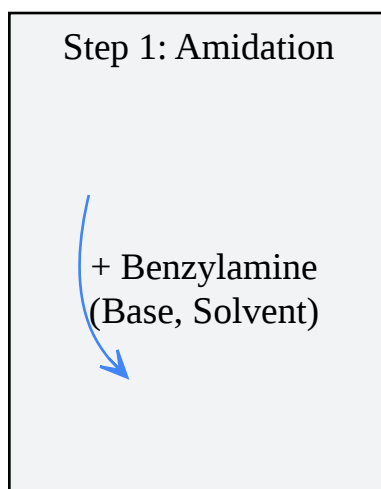 Step 1: Amidation
+ Benzylamine
(Base, Solvent)